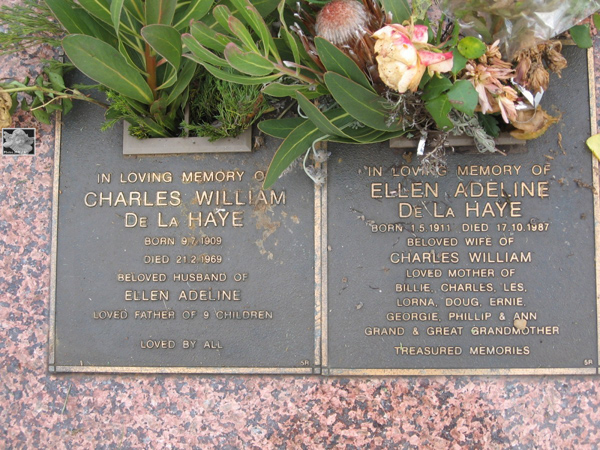 IN LOVING MEMORY OF
CHARLES WILLIAM
DE LA HAYE
BORN 9.7.1909
DIED 21.2.1969
BELOVED HUSBAND OF
ELLEN ADELINE
LOVED FATHER OF 9 CHILDREN
LOVED BY ALL
SR
IN LOVING MEMORY OF
ELLEN ADELINE
DE LA HAYE
BORN 1.5.1911 DIED 17.10.1987
BELOVED WIFE OF
CHARLES WILLIAM
LOVED MOTHER OF
BILLIE, CHARLES, LES,
LORNA, DOUG, ERNIE,
GEORGIE, PHILLIP & ANN
GRAND & GREAT GRANDMOTHER
TREASURED MEMORIES
SR